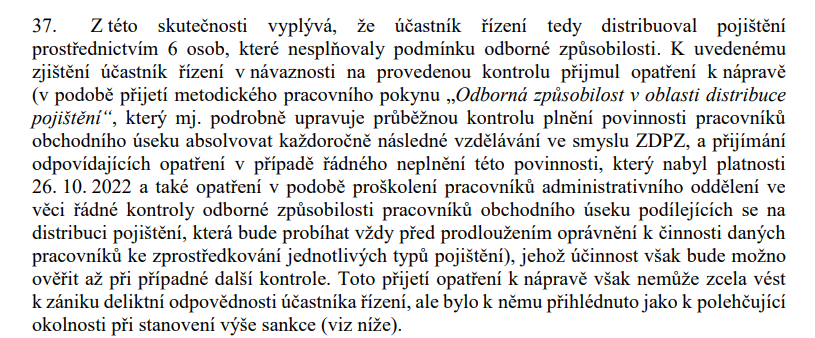 37. Z této skutečnosti vyplývá, že účastník řízení tedy distribuoval pojištění
prostřednictvím 6 osob, které nesplňovaly podmínku odborné způsobilosti. K uvedenému
zjištění účastník řízení v návaznosti na provedenou kontrolu přijmul opatření k nápravě
(v podobě přijetí metodického pracovního pokynu „Odborná způsobilost v oblasti distribuce
pojištění“, který mj. podrobně upravuje průběžnou kontrolu plnění povinnosti pracovníků
obchodního úseku absolvovat každoročně následné vzdělávání ve smyslu ZDPZ, a přijímání
odpovídajících opatření v případě řádného neplnění této povinnosti, který nabyl platnosti
26. 10. 2022 a také opatření v podobě proškolení pracovníků administrativního oddělení ve
věci řádné kontroly odborné způsobilosti pracovníků obchodního úseku podílejících se na
distribuci pojištění, která bude probíhat vždy před prodloužením oprávnění k činnosti daných
pracovníků ke zprostředkování jednotlivých typů pojištění), jehož účinnost však bude možno
ověřit až při případné další kontrole. Toto přijetí opatření k nápravě však nemůže zcela vést
k zániku deliktní odpovědnosti účastníka řízení, ale bylo k němu přihlédnuto jako k polehčující
okolnosti při stanovení výše sankce (viz níže).